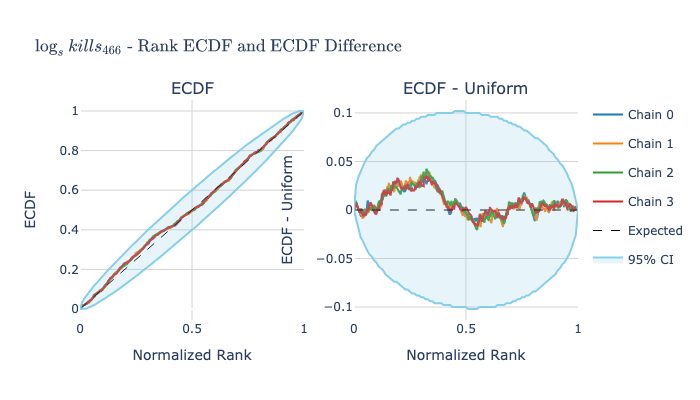 log_s kills_466 - Rank ECDF and ECDF Difference
ECDF
ECDF - Uniform
1
0.8
0.6
0.4
0.2
0
0
0.5
1
ECDF
Normalized Rank
0.1
0.05
0
−0.05
−0.1
0
0.5
1
ECDF - Uniform
Normalized Rank
Chain 0
Chain 1
Chain 2
Chain 3
Expected
95% CI